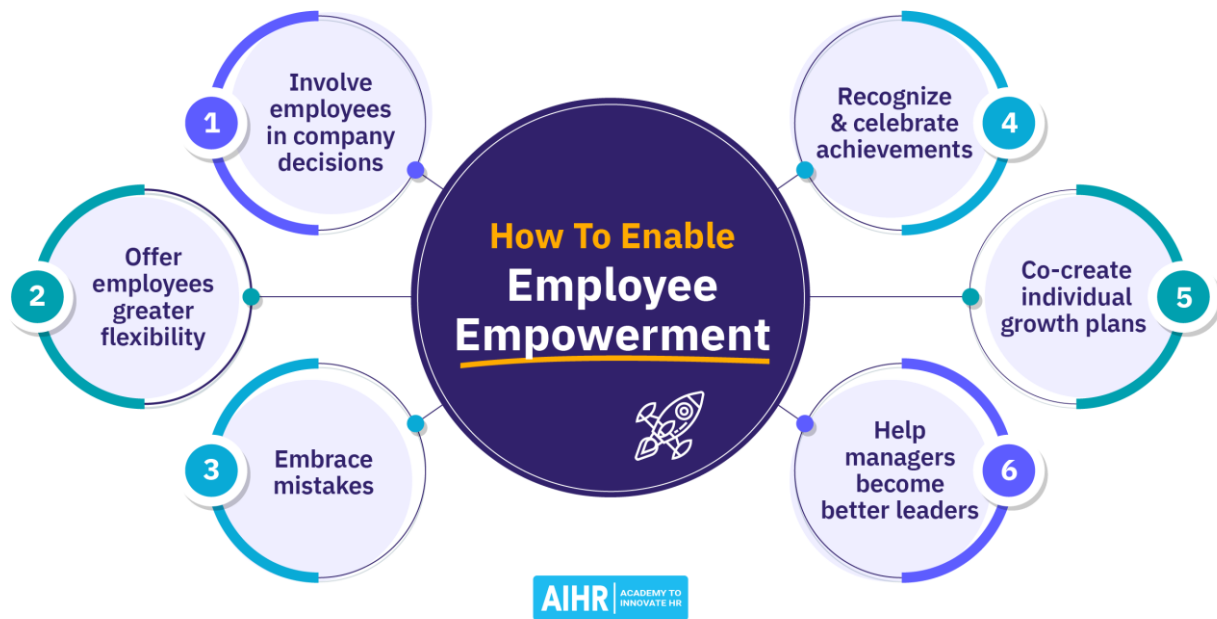 How To Enable
Employee
Empowerment
1
Involve
employees
in company
decisions
2
Offer
employees
greater
flexibility
3
Embrace
mistakes
4
Recognize
& celebrate
achievements
5
Co-create
individual
growth plans
6
Help
managers
become
better leaders
AIHR
ACADEMY TO
INNOVATE HR